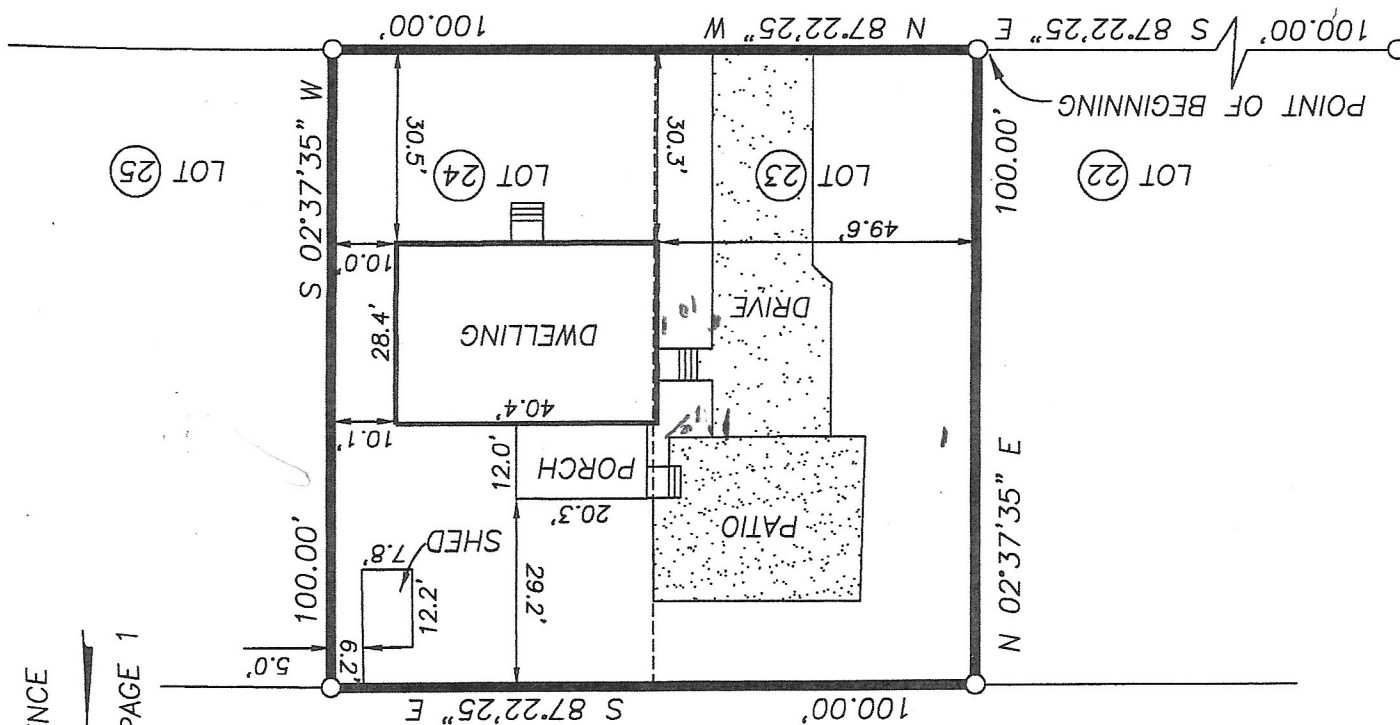 100.00'
S 87°22'25" E
5.0'
6.2'
PAGE 1
ENCE
N 02°37'35" E
100.00'
12.2'
7.8'
SHED
29.2'
PATIO
20.3'
PORCH
12.0'
10.1'
40.4'
DWELLING
28.4'
DRIVE
10.0'
49.6'
S 02°37'35" W
LOT 22
LOT 23
LOT 24
LOT 25
100.00'
30.3'
30.5'
POINT OF BEGINNING
100.00'
S 87°22'25" E
N 87°22'25" W
100.00'